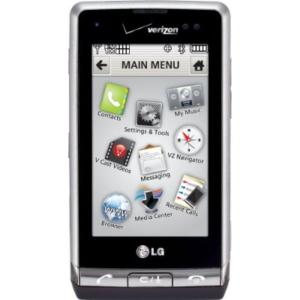 verizon
MAIN MENU
Contacts
Settings & Tools
My Music
V Cast Videos
Messaging
VZ Navigator
WWW
Browser
Media Center
Recent Calls
LG